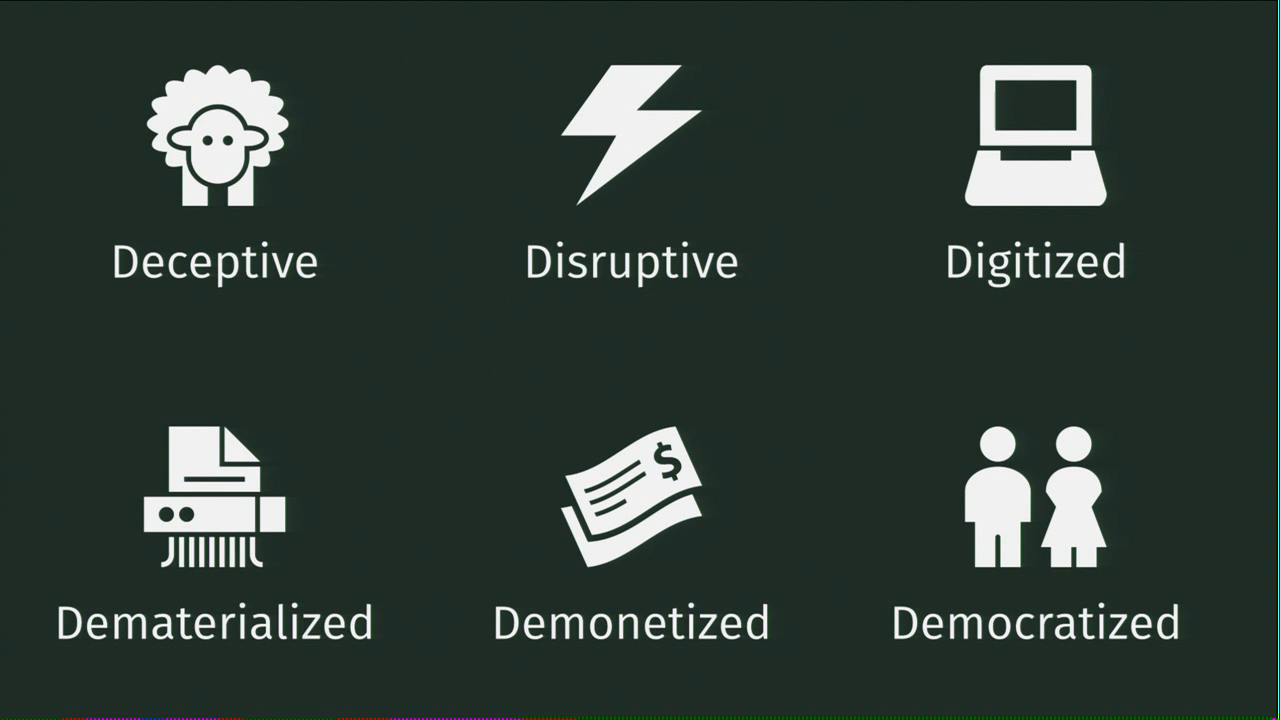 Deceptive
Disruptive
Digitized
$
Dematerialized
Demonetized
Democratized